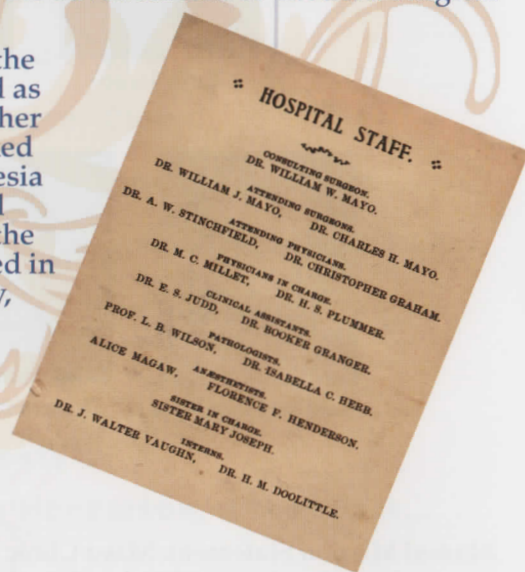 the
l as
her
ed
esia
l
the
ed in
y,
HOSPITAL STAFF.
CONSULTING SURGEON.
DR. WILLIAM W. MAYO.
ATTENDING SURGEONS.
DR. WILLIAM J. MAYO, DR. CHARLES H. MAYO.
ATTENDING PHYSICIANS.
DR. A. W. STINCHFIELD, DR. CHRISTOPHER GRAHAM.
PHYSICIANS IN CHARGE.
DR. M. C. MILLET, DR. H. S. PLUMMER.
CLINICAL ASSISTANTS.
DR. E. S. JUDD, DR. BOOKER GRANGER.
PATHOLOGISTS.
PROF. L. B. WILSON, DR. ISABELLA C. HERB.
ANÆSTHETISTS.
ALICE MAGAW, FLORENCE F. HENDERSON.
SISTER IN CHARGE.
SISTER MARY JOSEPH.
INTERNS.
DR. J. WALTER VAUGHN, DR. H. M. DOOLITTLE.